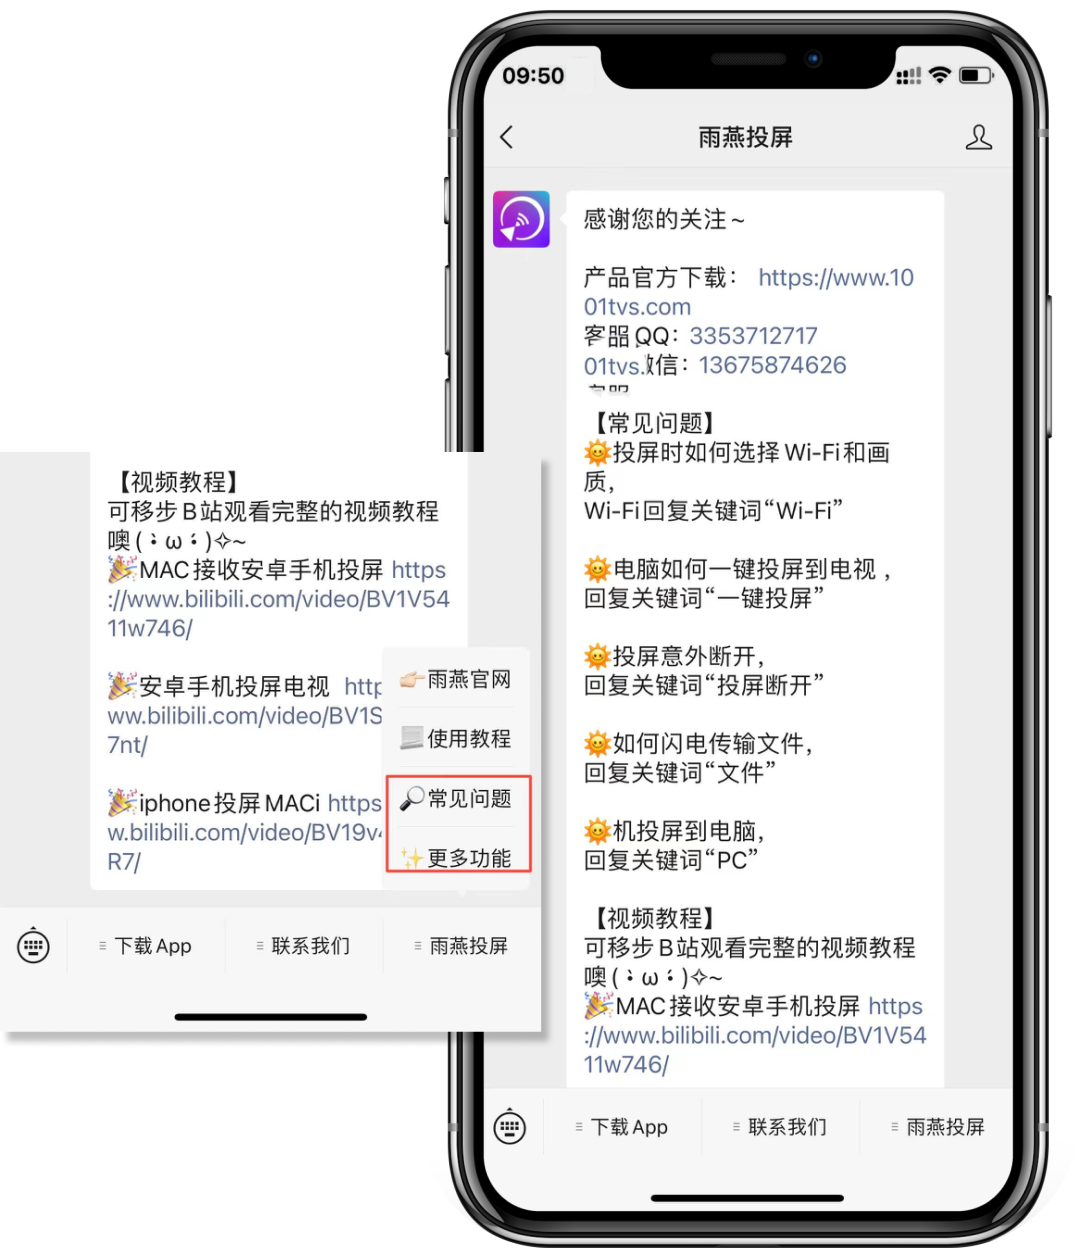 09:50
雨燕投屏
感谢您的关注~
产品官方下载： https://www.10
01tvs.com
客服QQ：3353712717
01tvs.微信：13675874626
【常见问题】
🌞投屏时如何选择Wi-Fi和画
质，
Wi-Fi回复关键词“Wi-Fi”
🌞电脑如何一键投屏到电视，
回复关键词“一键投屏”
🌞投屏意外断开，
回复关键词“投屏断开”
🌞如何闪电传输文件，
回复关键词“文件”
🌞机投屏到电脑，
回复关键词“PC”
【视频教程】
可移步B站观看完整的视频教程
噢(･̀ω･́)✧~
🎉MAC接收安卓手机投屏 https
://www.bilibili.com/video/BV1V54
11w746/
下载App
联系我们
雨燕投屏
【视频教程】
可移步B站观看完整的视频教程
噢(･̀ω･́)✧~
🎉MAC接收安卓手机投屏 https
://www.bilibili.com/video/BV1V54
11w746/
🎉安卓手机投屏电视 http
ww.bilibili.com/video/BV1S
7nt/
🎉iphone投屏MACi https
w.bilibili.com/video/BV19v
R7/
👉雨燕官网
使用教程
🔎常见问题
✨更多功能
下载App
联系我们
雨燕投屏